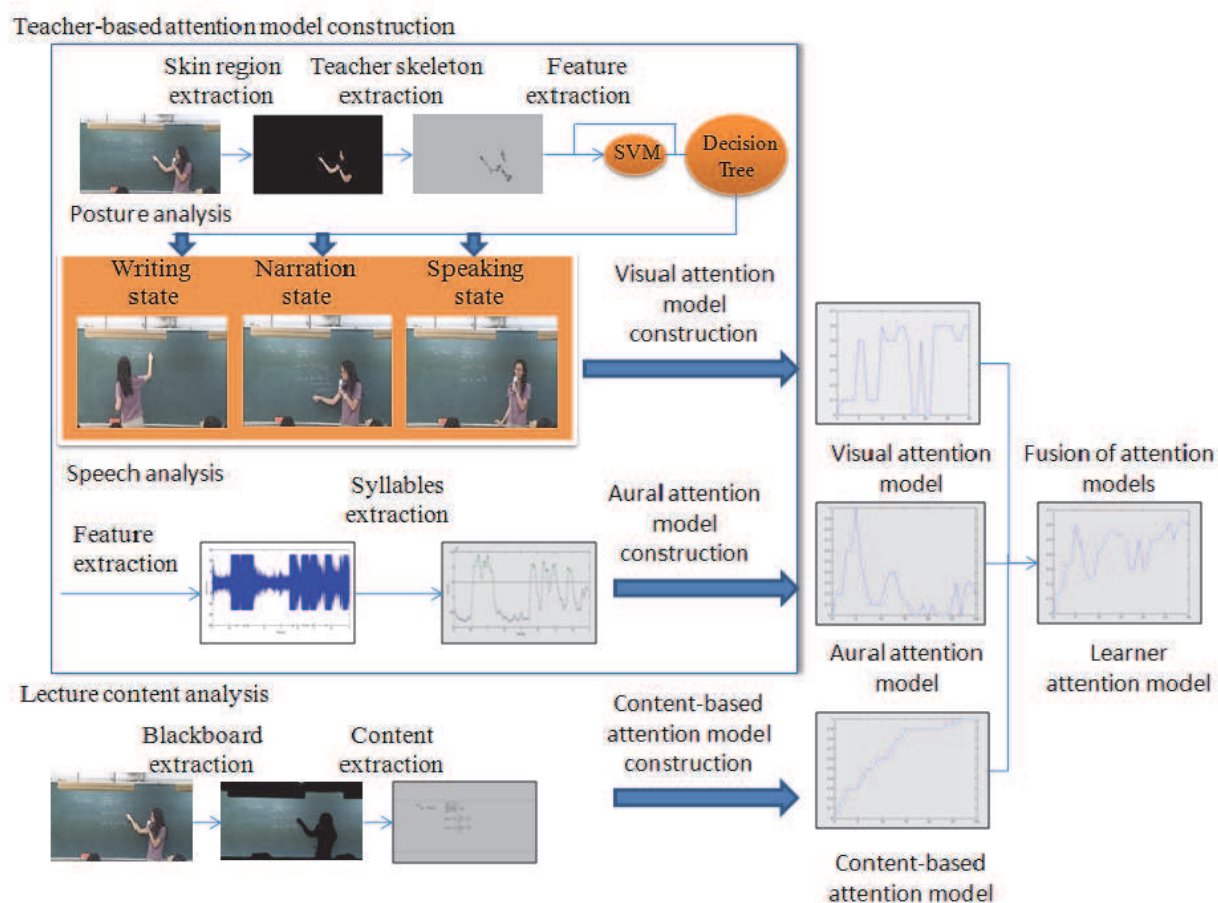 Teacher-based attention model construction
Skin region
extraction
Teacher skeleton
extraction
Feature
extraction
SVM
Decision
Tree
Posture analysis
Writing
state
Narration
state
Speaking
state
Visual attention
model
construction
Visual attention
model
Fusion of attention
models
Speech analysis
Feature
extraction
Syllables
extraction
Aural attention
model
construction
Aural attention
model
Learner
attention model
Lecture content analysis
Blackboard
extraction
Content
extraction
Content-based
attention model
construction
Content-based
attention model